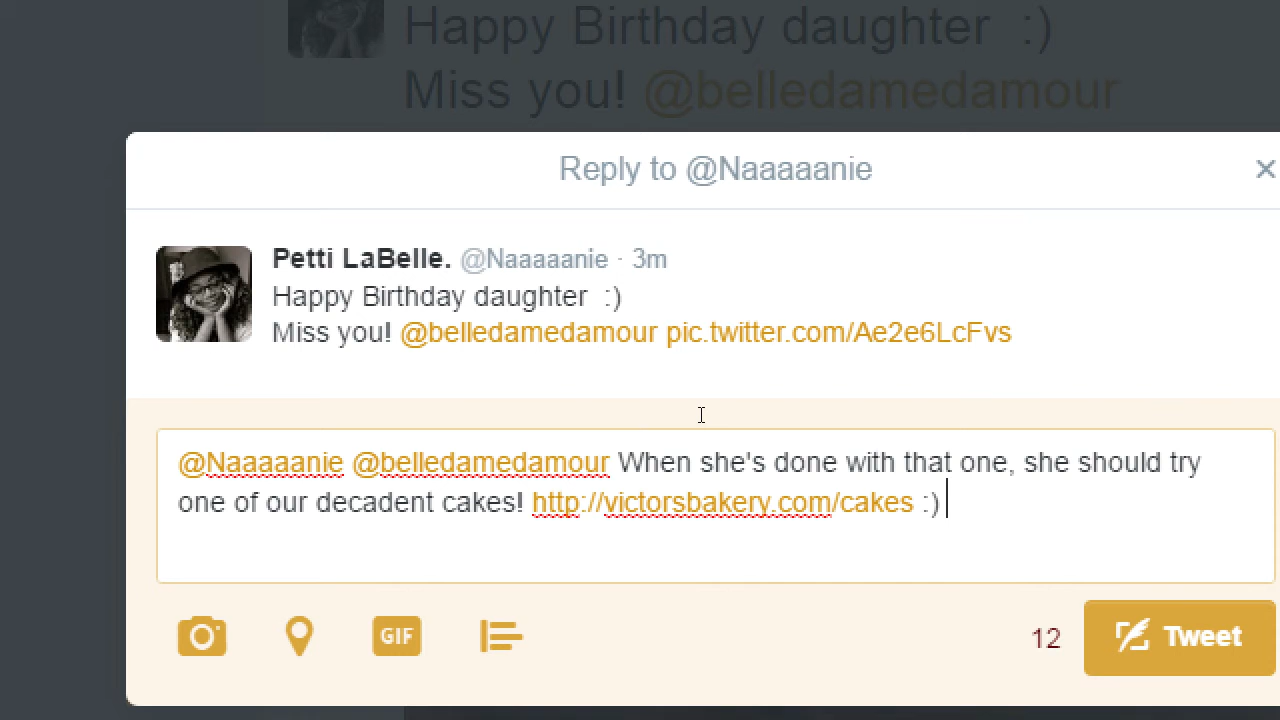 Happy Birthday daughter :)
Miss you! @belledamedamour
Reply to @Naaaaanie
×
Petti LaBelle. @Naaaaanie · 3m
Happy Birthday daughter :)
Miss you! @belledamedamour pic.twitter.com/Ae2e6LcFvs
@Naaaaanie @belledamedamour When she's done with that one, she should try
one of our decadent cakes! http://victorsbakery.com/cakes :)
GIF
12
Tweet